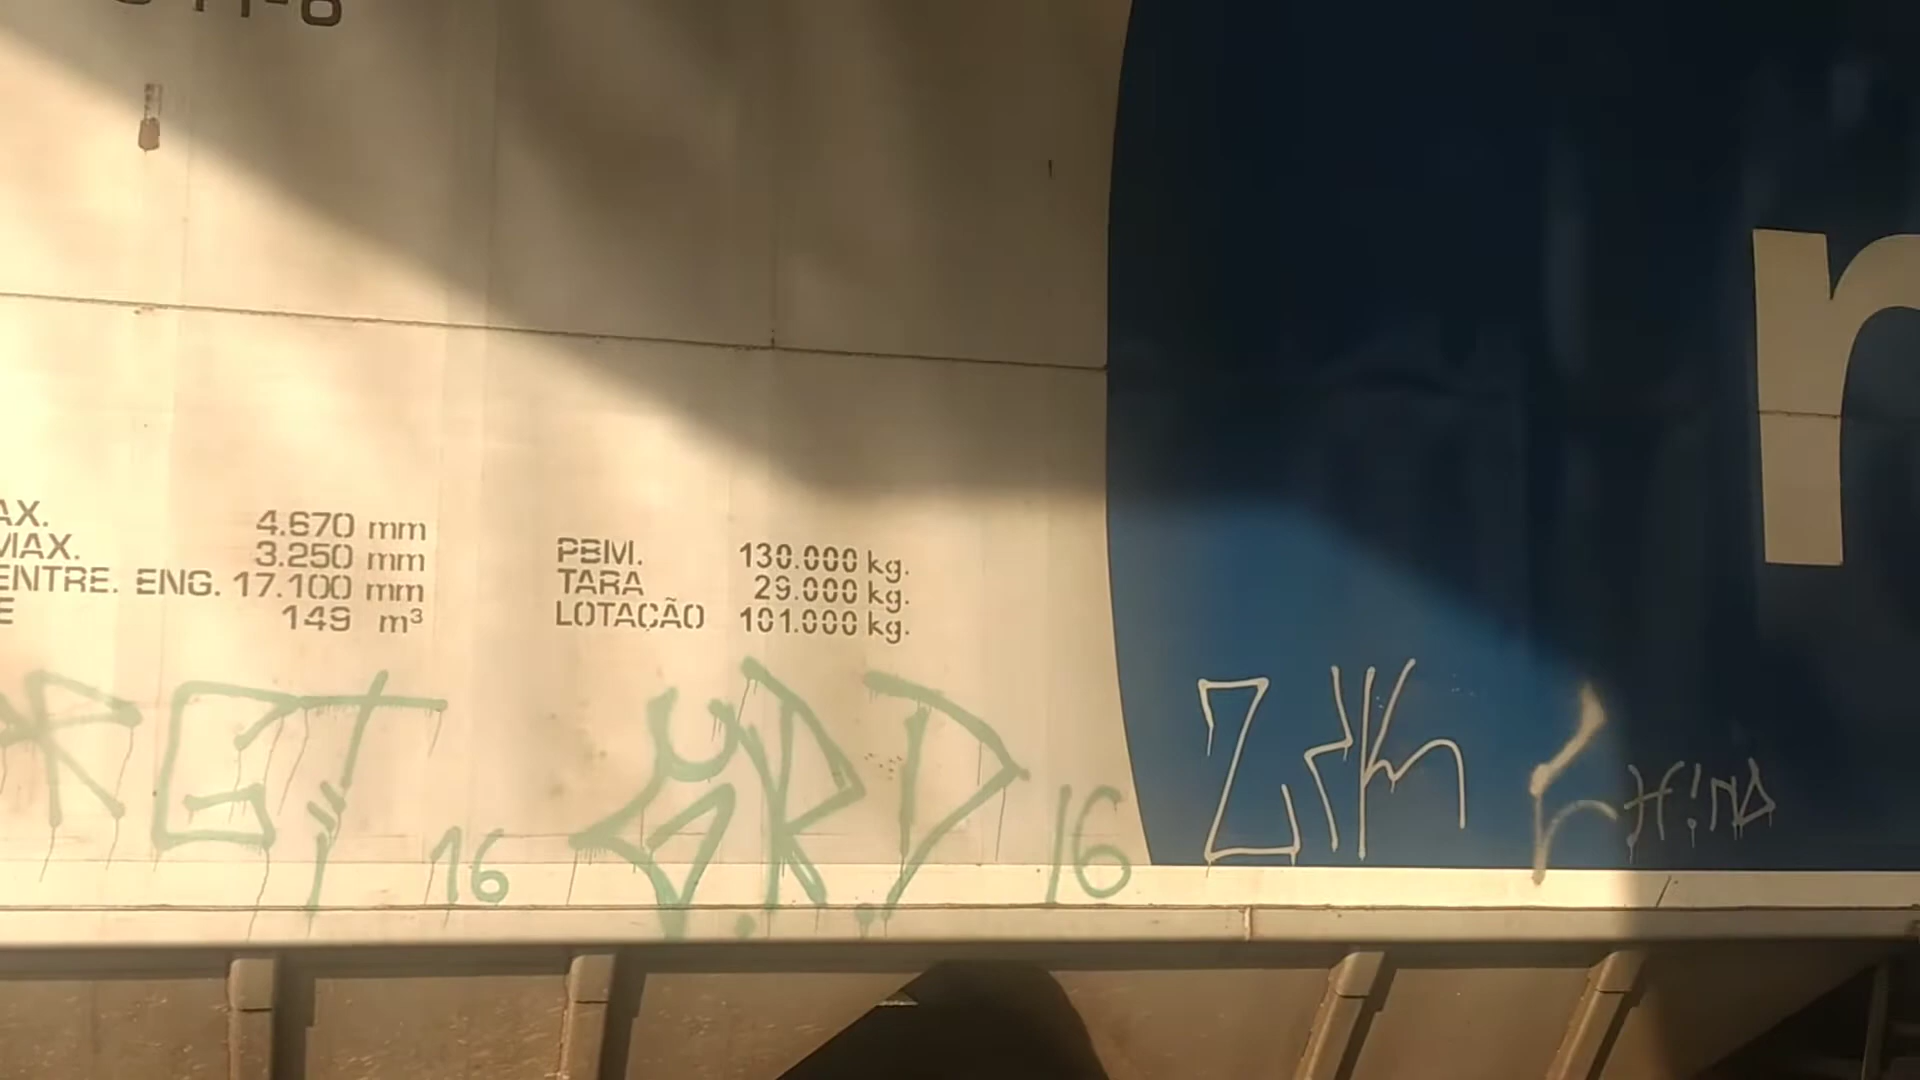 -6
AX. 4.670 mm
MAX. 3.250 mm
ENTRE. ENG. 17.100 mm
E 149 m³
PBM. 130.000 kg.
TARA 29.000 kg.
LOTAÇÃO 101.000 kg.
r
16
16